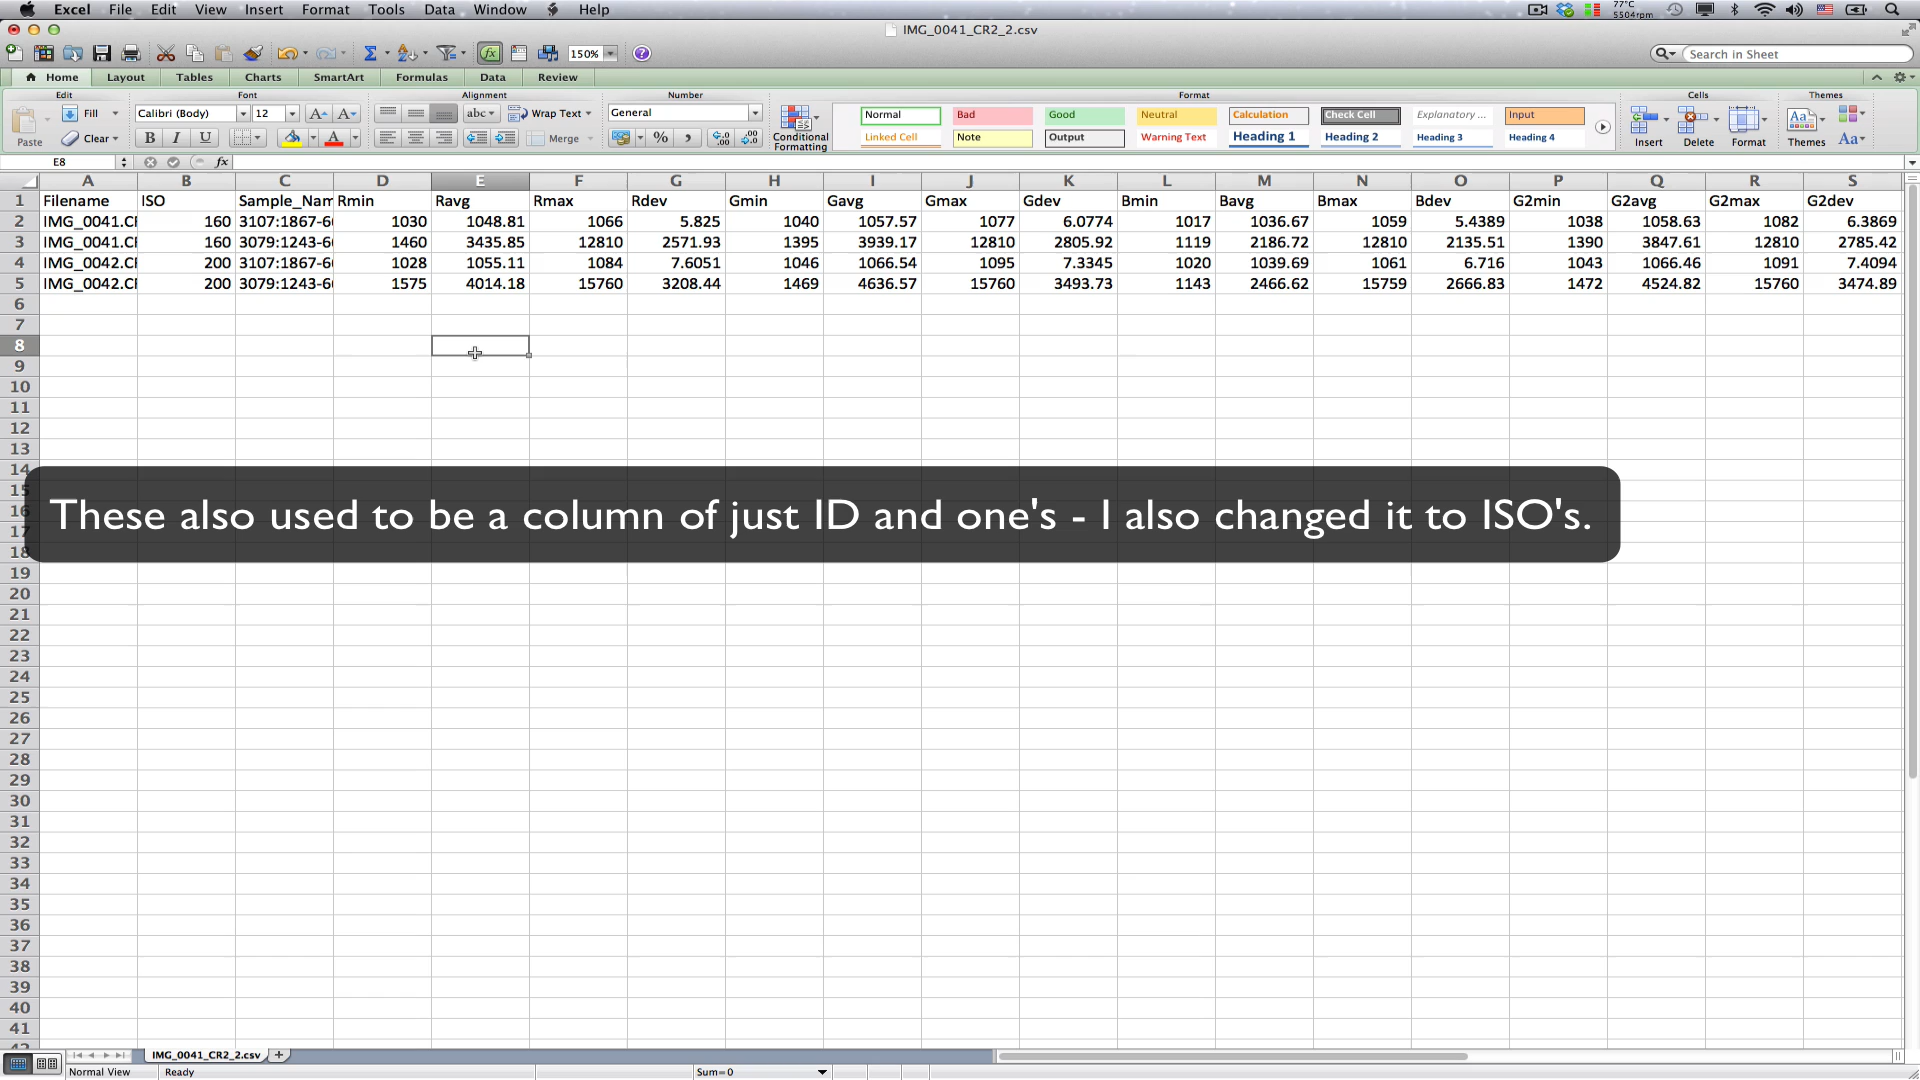 Excel File Edit View Insert Format Tools Data Window Help 77°C 5504rpm
IMG_0041_CR2_2.csv
150% Search in Sheet
Home Layout Tables Charts SmartArt Formulas Data Review
Edit Font Alignment Number Format Cells Themes
Fill Calibri (Body) 12 A A abc Wrap Text General Normal Bad Good Neutral Calculation Check Cell Explanatory ... Input
Paste Clear B I U A Merge % Conditional Formatting Linked Cell Note Output Warning Text Heading 1 Heading 2 Heading 3 Heading 4 Insert Delete Format Themes Aa
E8 fx
A B C D E F G H I J K L M N O P Q R S
1 Filename ISO Sample_Nam Rmin Ravg Rmax Rdev Gmin Gavg Gmax Gdev Bmin Bavg Bmax Bdev G2min G2avg G2max G2dev
2 IMG_0041.CR 160 3107:1867-6 1030 1048.81 1066 5.825 1040 1057.57 1077 6.0774 1017 1036.67 1059 5.4389 1038 1058.63 1082 6.3869
3 IMG_0041.CR 160 3079:1243-6 1460 3435.85 12810 2571.93 1395 3939.17 12810 2805.92 1119 2186.72 12810 2135.51 1390 3847.61 12810 2785.42
4 IMG_0042.CR 200 3107:1867-6 1028 1055.11 1084 7.6051 1046 1066.54 1095 7.3345 1020 1039.69 1061 6.716 1043 1066.46 1091 7.4094
5 IMG_0042.CR 200 3079:1243-6 1575 4014.18 15760 3208.44 1469 4636.57 15760 3493.73 1143 2466.62 15759 2666.83 1472 4524.82 15760 3474.89
6
7
8
9
10
11
12
13
14
15
16
These also used to be a column of just ID and one's - I also changed it to ISO's.
17
18
19
20
21
22
23
24
25
26
27
28
29
30
31
32
33
34
35
36
37
38
39
40
41
IMG_0041_CR2_2.csv
Normal View Ready Sum=0